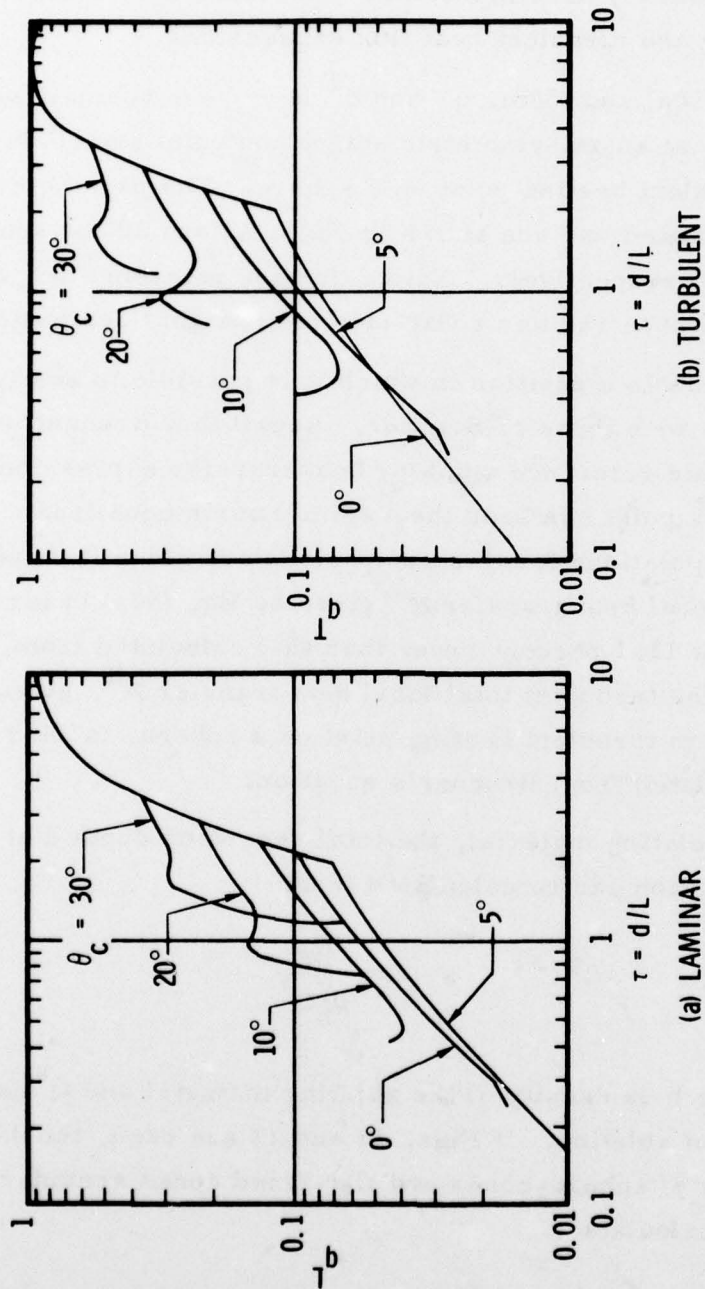 1
0.1
0.01
q_L
θ_C = 30°
20°
10°
0°
5°
0.1
1
10
τ = d/L
(a) LAMINAR
1
0.1
0.01
q_T
θ_C = 30°
20°
10°
0°
5°
0.1
1
10
τ = d/L
(b) TURBULENT